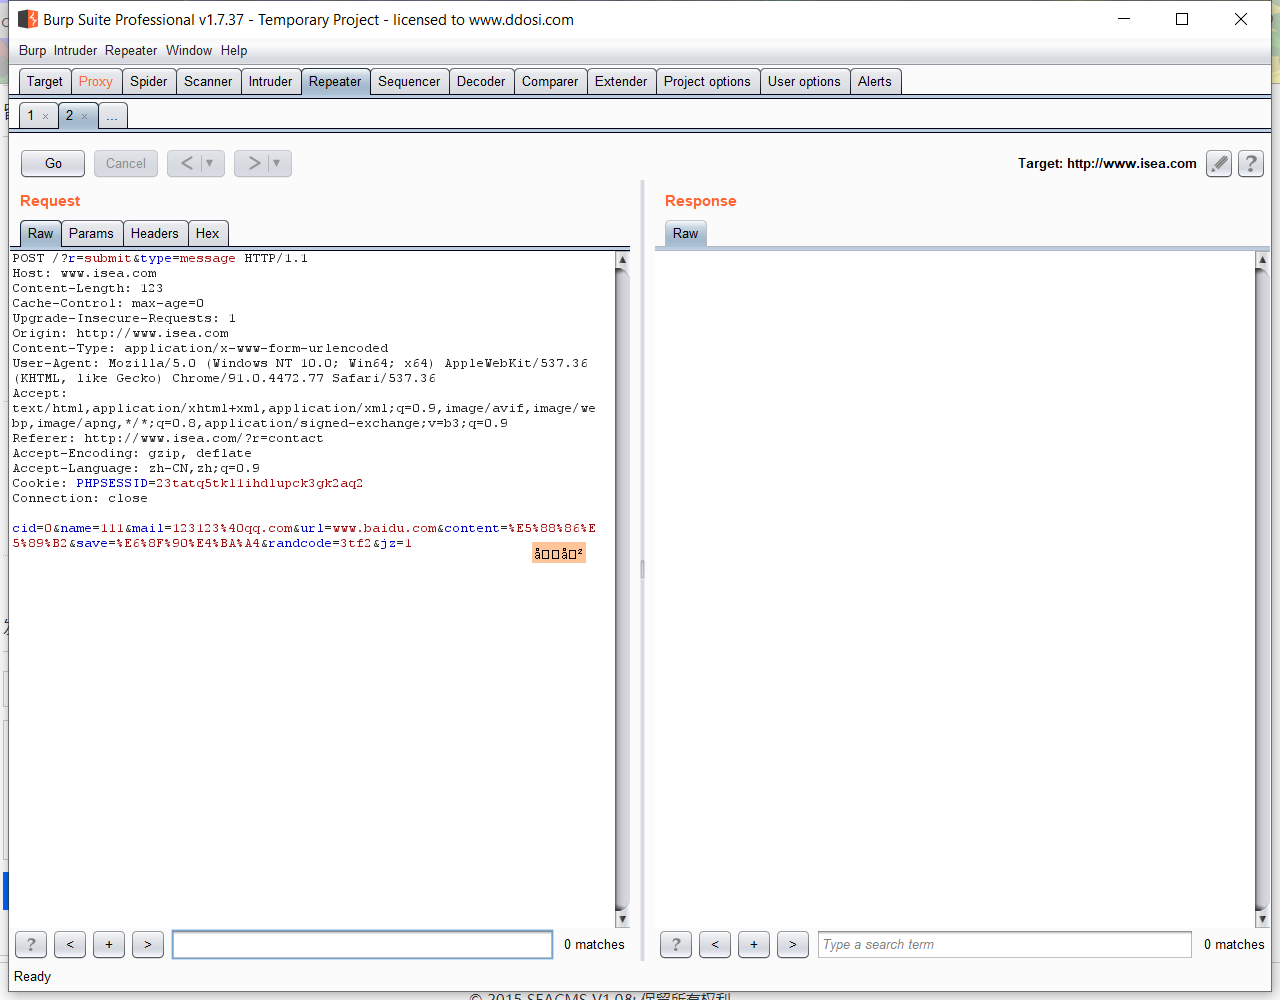 Burp Suite Professional v1.7.37 - Temporary Project - licensed to www.ddosi.com
Burp Intruder Repeater Window Help
Target Proxy Spider Scanner Intruder Repeater Sequencer Decoder Comparer Extender Project options User options Alerts
1 × 2 × ...
Go Cancel < ▼ > ▼ Target: http://www.isea.com ?
Request
Raw Params Headers Hex
POST /?r=submit&type=message HTTP/1.1
Host: www.isea.com
Content-Length: 123
Cache-Control: max-age=0
Upgrade-Insecure-Requests: 1
Origin: http://www.isea.com
Content-Type: application/x-www-form-urlencoded
User-Agent: Mozilla/5.0 (Windows NT 10.0; Win64; x64) AppleWebKit/537.36
(KHTML, like Gecko) Chrome/91.0.4472.77 Safari/537.36
Accept:
text/html,application/xhtml+xml,application/xml;q=0.9,image/avif,image/we
bp,image/apng,*/*;q=0.8,application/signed-exchange;v=b3;q=0.9
Referer: http://www.isea.com/?r=contact
Accept-Encoding: gzip, deflate
Accept-Language: zh-CN,zh;q=0.9
Cookie: PHPSESSID=23tatq5tkl1ihdlupck3gk2aq2
Connection: close
cid=0&name=111&mail=123123%40qq.com&url=www.baidu.com&content=%E5%88%86%E
5%89%B2&save=%E6%8F%90%E4%BA%A4&randcode=3tf2&jz=1
å□□å□²
? < + > 0 matches
Response
Raw
? < + > Type a search term 0 matches
Ready
© 2015 SEACMS V1.08; 保留所有权利